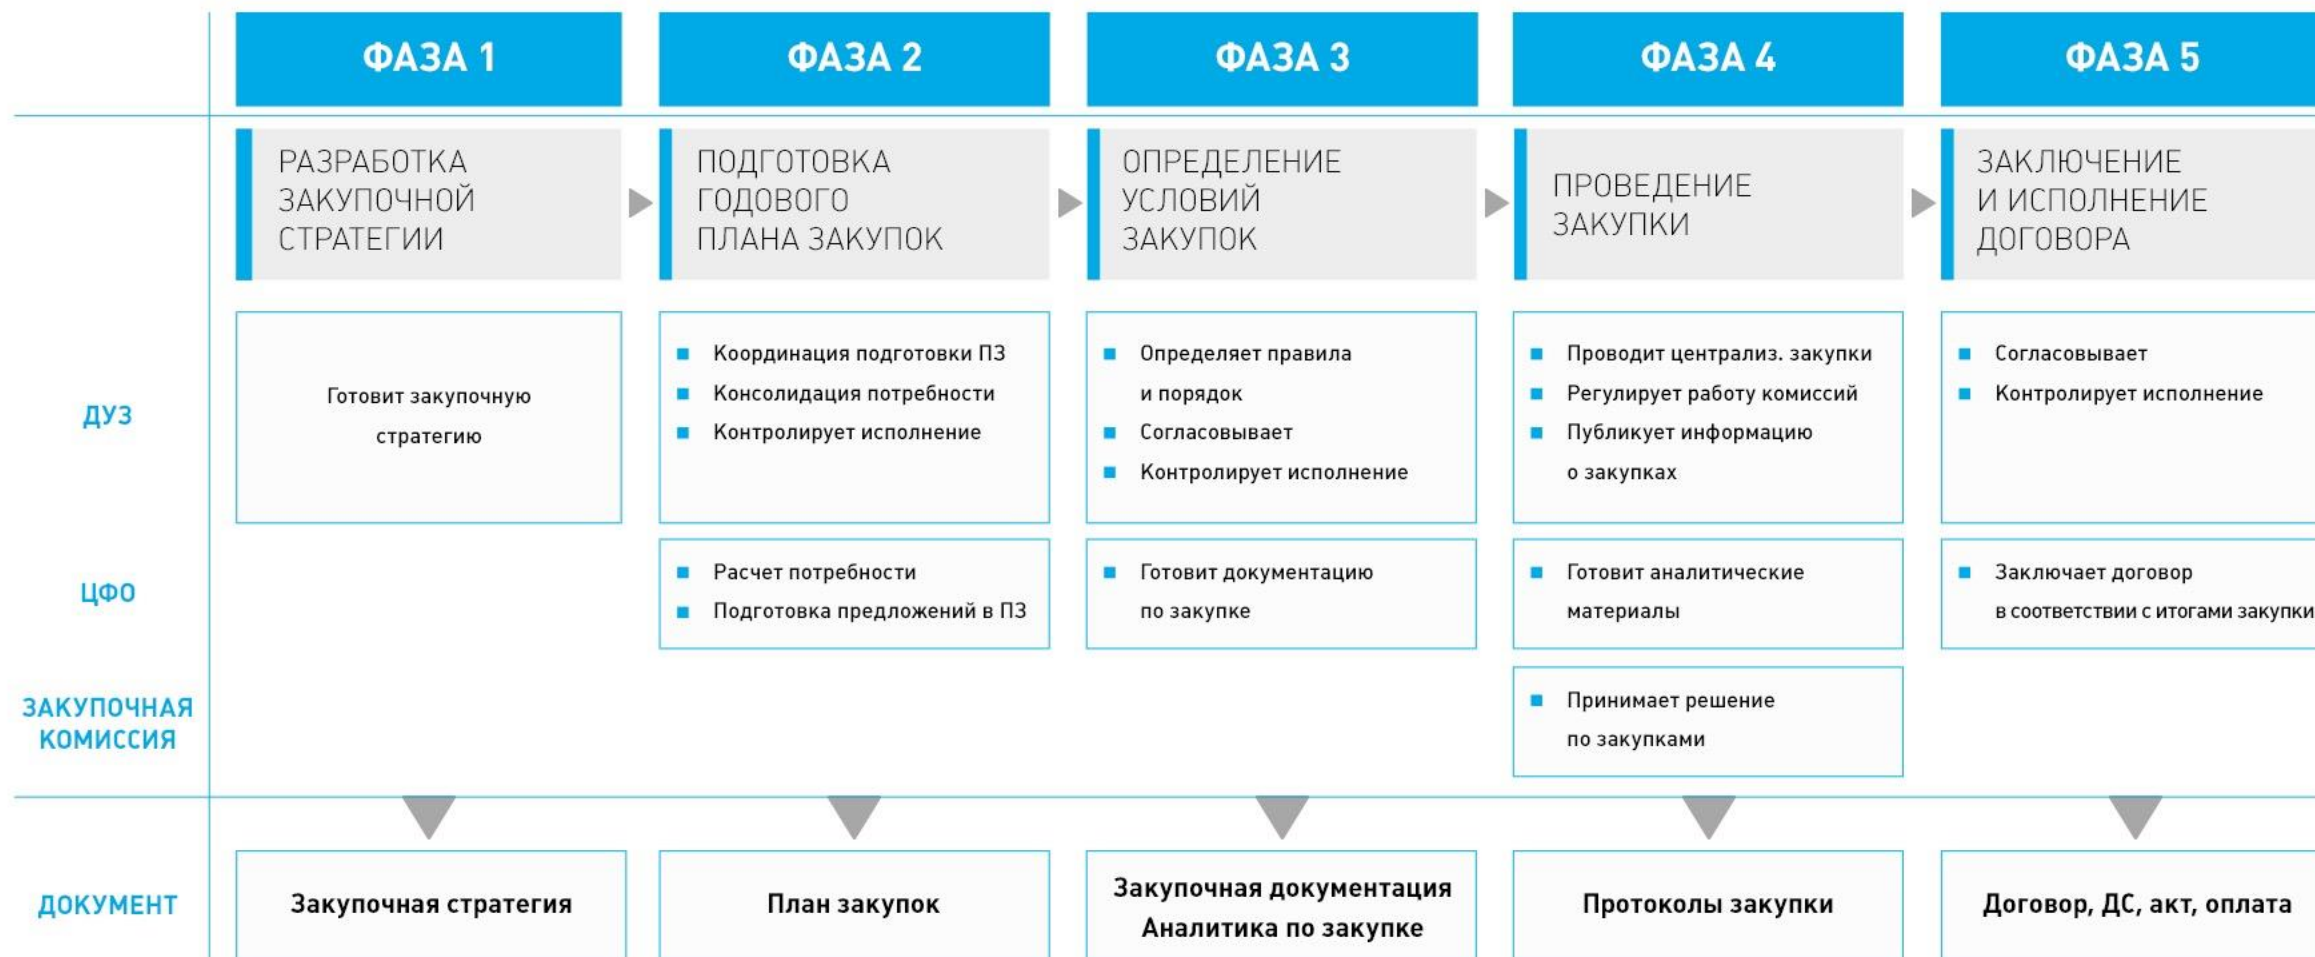 ФАЗА 1
ФАЗА 2
ФАЗА 3
ФАЗА 4
ФАЗА 5
РАЗРАБОТКА
ЗАКУПОЧНОЙ
СТРАТЕГИИ
ПОДГОТОВКА
ГОДОВОГО
ПЛАНА ЗАКУПОК
ОПРЕДЕЛЕНИЕ
УСЛОВИЙ
ЗАКУПОК
ПРОВЕДЕНИЕ
ЗАКУПКИ
ЗАКЛЮЧЕНИЕ
И ИСПОЛНЕНИЕ
ДОГОВОРА
ДУЗ
Готовит закупочную
стратегию
Координация подготовки ПЗ
Консолидация потребности
Контролирует исполнение
Определяет правила
и порядок
Согласовывает
Контролирует исполнение
Проводит централиз. закупки
Регулирует работу комиссий
Публикует информацию
о закупках
Согласовывает
Контролирует исполнение
ЦФО
Расчет потребности
Подготовка предложений в ПЗ
Готовит документацию
по закупке
Готовит аналитические
материалы
Заключает договор
в соответствии с итогами закупки
ЗАКУПОЧНАЯ
КОМИССИЯ
Принимает решение
по закупками
ДОКУМЕНТ
Закупочная стратегия
План закупок
Закупочная документация
Аналитика по закупке
Протоколы закупки
Договор, ДС, акт, оплата